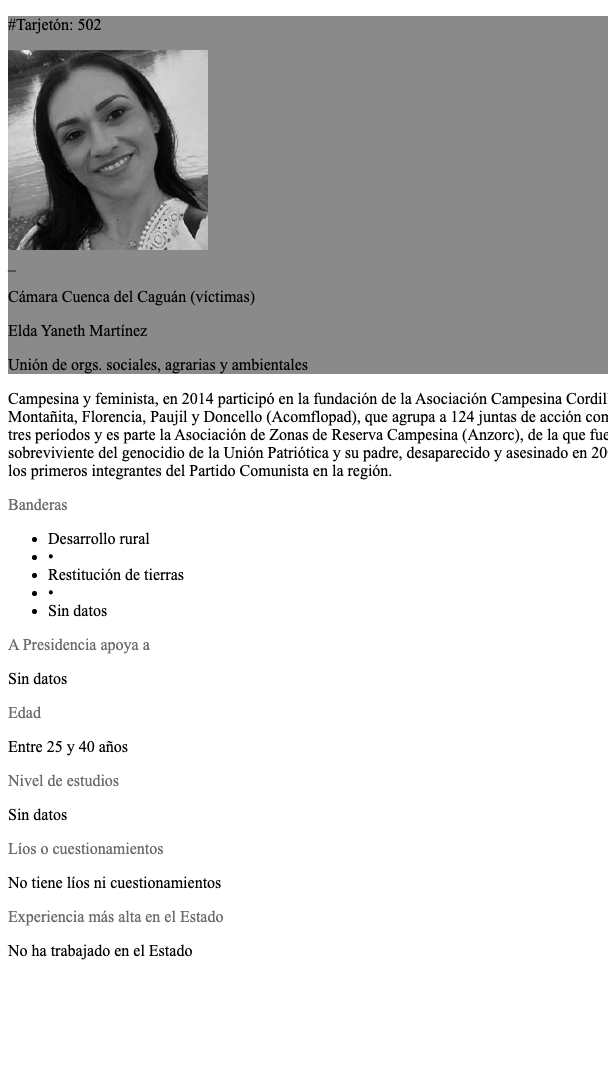 #Tarjetón: 502
_
Cámara Cuenca del Caguán (víctimas)
Elda Yaneth Martínez
Unión de orgs. sociales, agrarias y ambientales
Campesina y feminista, en 2014 participó en la fundación de la Asociación Campesina
Montañita, Florencia, Paujil y Doncello (Acomflopad), que agrupa a 124 juntas de acción
tres períodos y es parte la Asociación de Zonas de Reserva Campesina (Anzorc), de la que
sobreviviente del genocidio de la Unión Patriótica y su padre, desaparecido y asesinado en
los primeros integrantes del Partido Comunista en la región.
Banderas
• Desarrollo rural
• •
• Restitución de tierras
• •
• Sin datos
A Presidencia apoya a
Sin datos
Edad
Entre 25 y 40 años
Nivel de estudios
Sin datos
Líos o cuestionamientos
No tiene líos ni cuestionamientos
Experiencia más alta en el Estado
No ha trabajado en el Estado